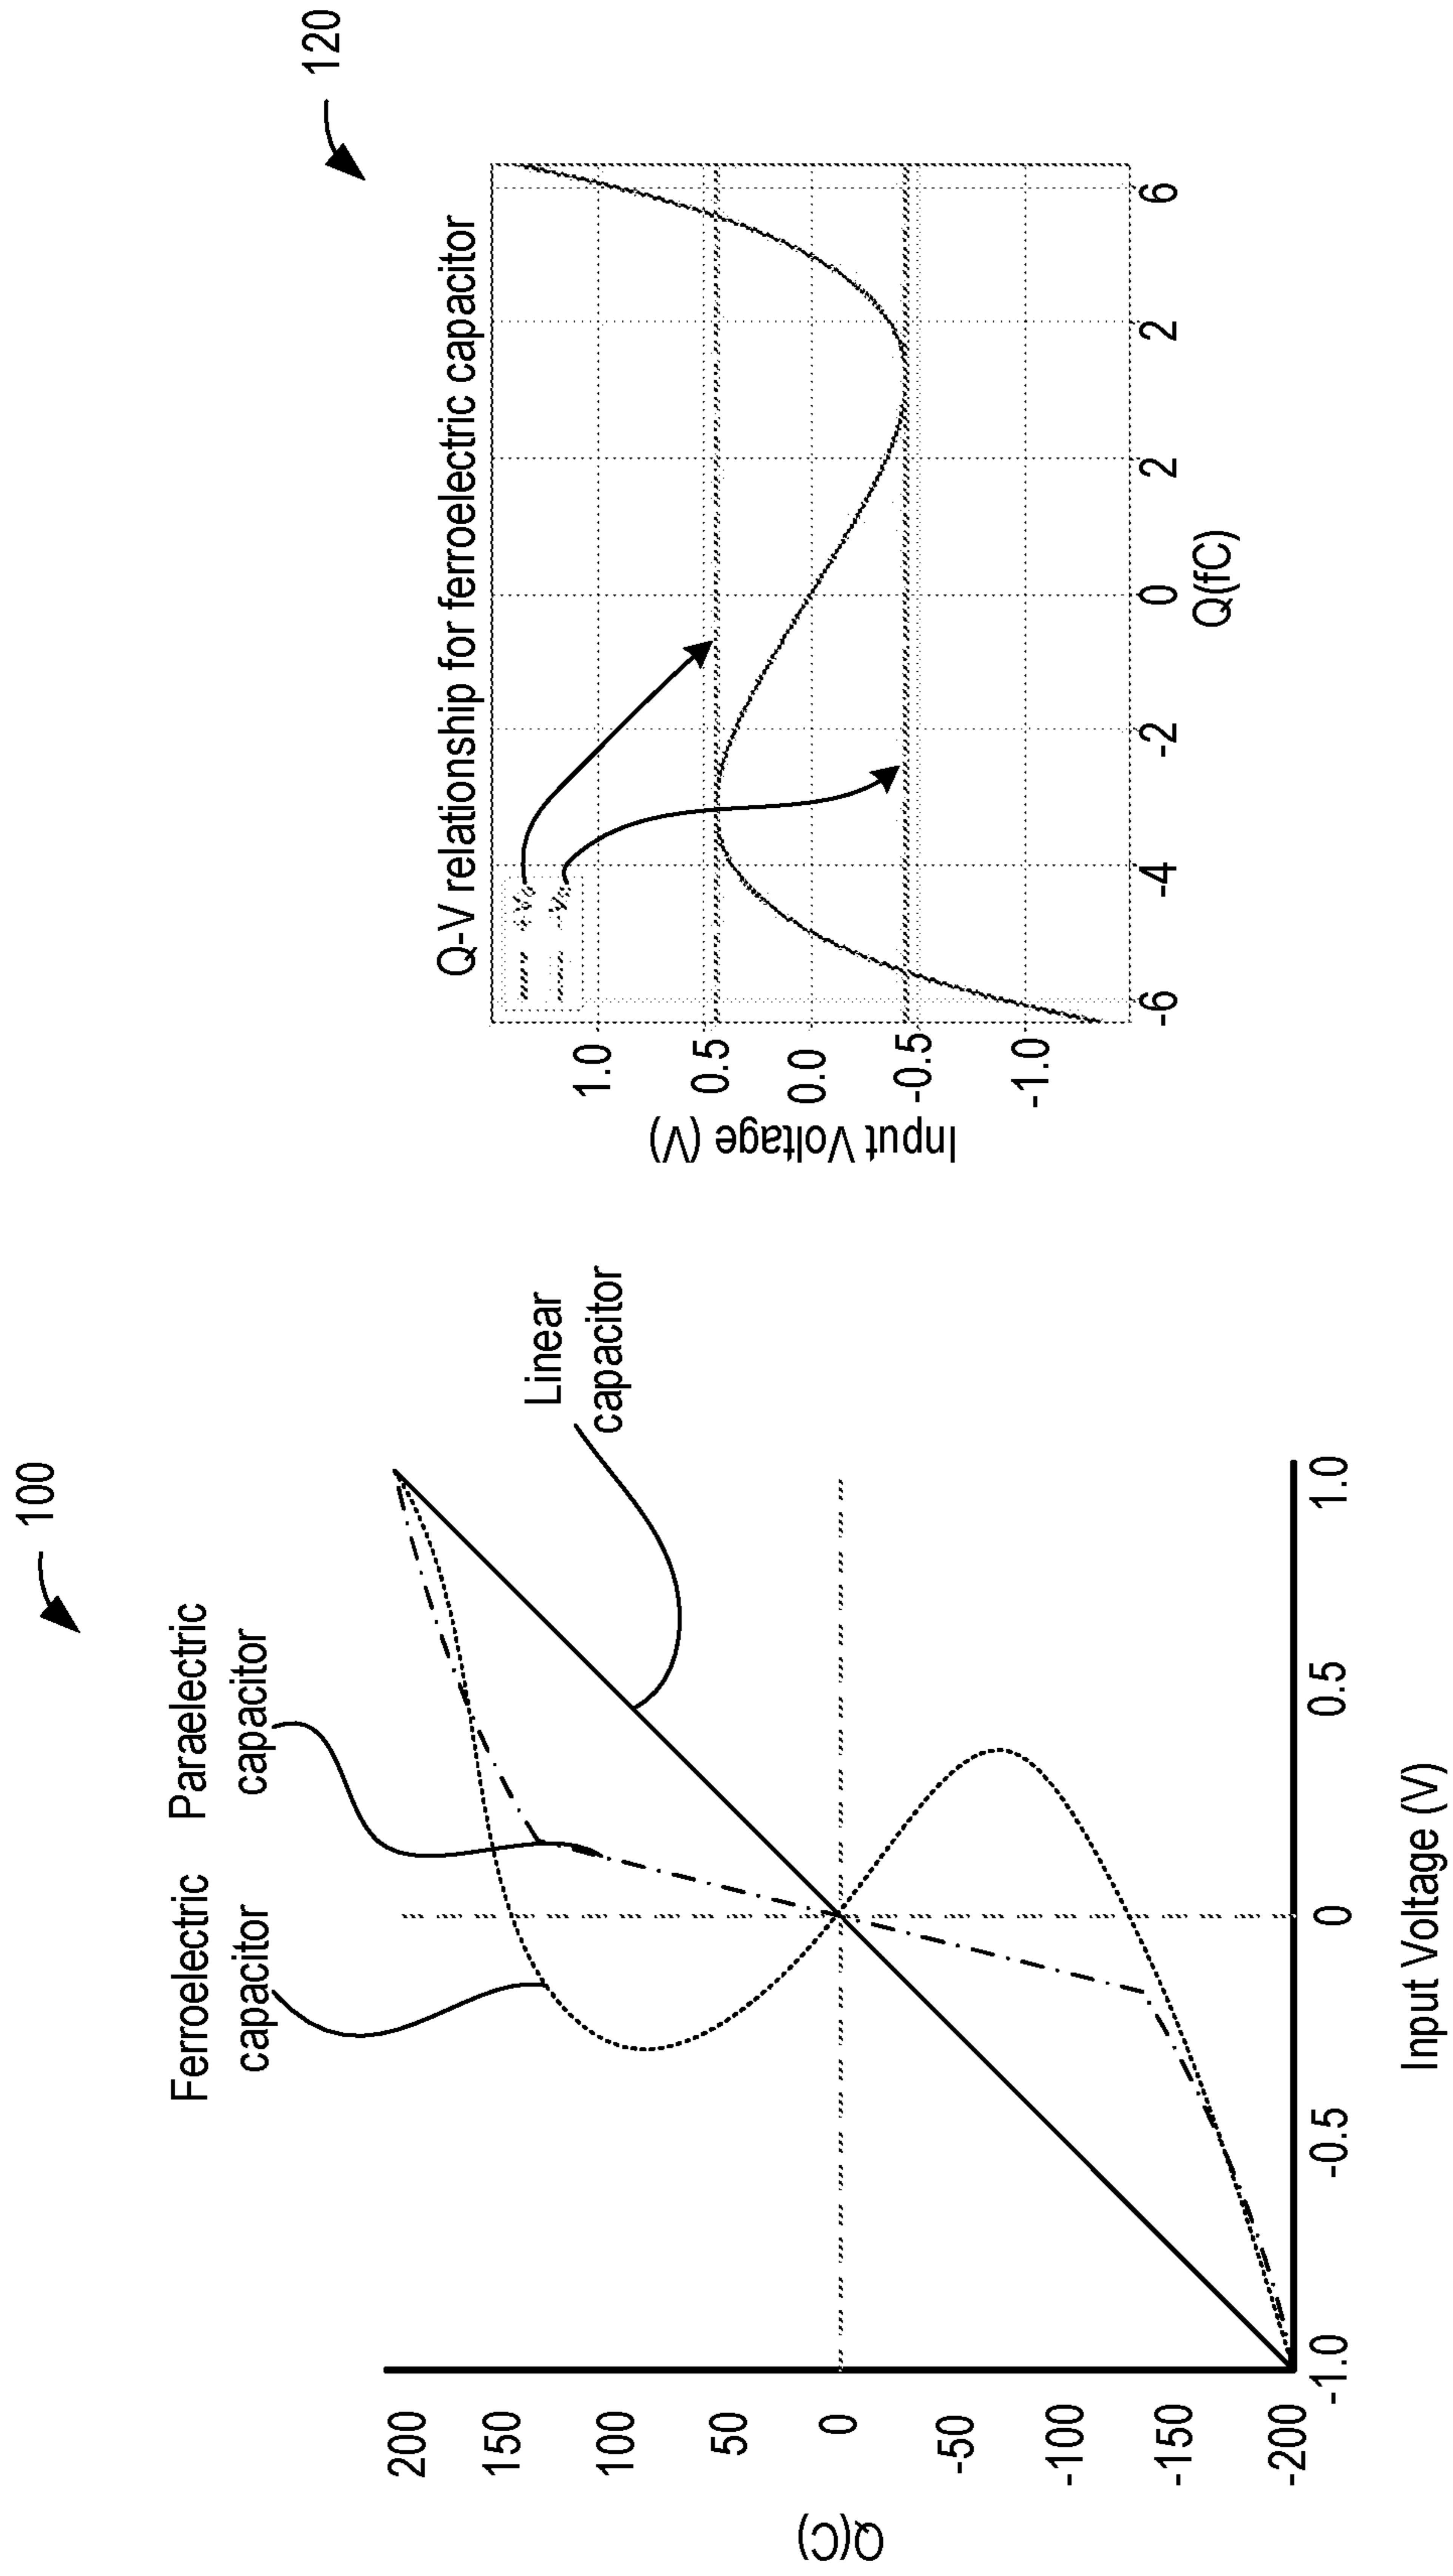 100
Ferroelectric
capacitor
Paraelectric
capacitor
Linear
capacitor
Q(C)
200
150
100
50
0
-50
-100
-150
-200
-1.0
-0.5
0
0.5
1.0
Input Voltage (V)
120
Q-V relationship for ferroelectric capacitor
Input Voltage (V)
1.0
0.5
0.0
-0.5
-1.0
-6
-4
-2
0
2
2
6
Q(fC)